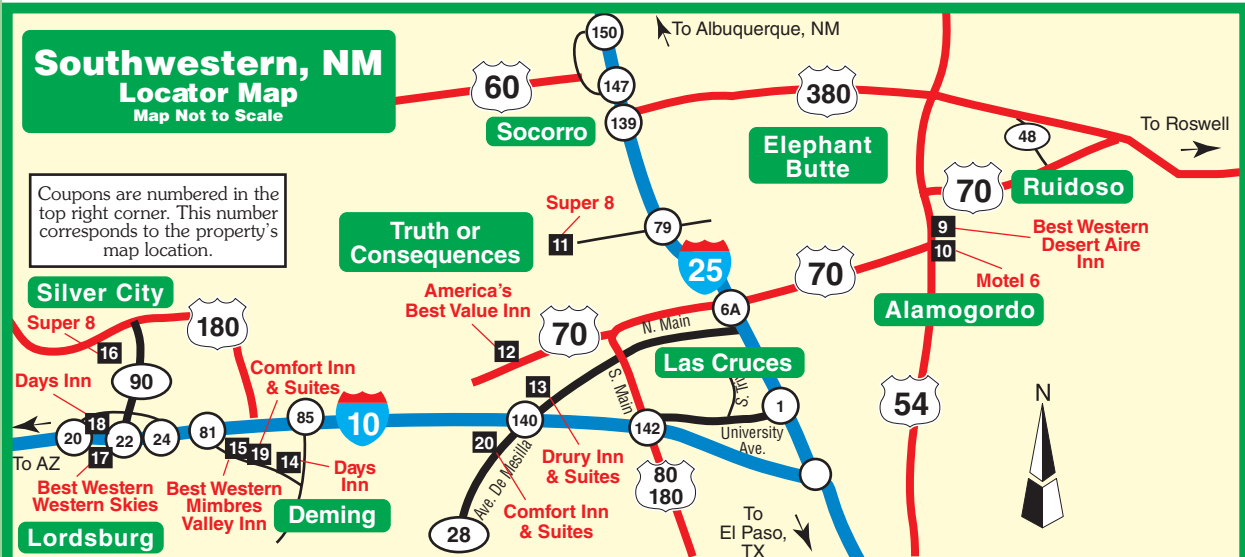 Southwestern, NM
Locator Map
Map Not to Scale
Coupons are numbered in the
top right corner. This number
corresponds to the property's
map location.
150
To Albuquerque, NM
60
147
139
Socorro
380
Elephant
Butte
48
To Roswell
70
Ruidoso
Super 8
11
79
Truth or
Consequences
25
70
9
10
Best Western
Desert Aire
Inn
Motel 6
Alamogordo
Silver City
Super 8
16
180
90
America's
Best Value Inn
12
70
N. Main
6A
Las Cruces
S. Main
1
University
Ave.
54
N
Days Inn
18
20
22
24
81
Comfort Inn
& Suites
85
10
13
140
142
To AZ
17
Best Western
Western Skies
Lordsburg
15
19
14
Best Western
Mimbres
Valley Inn
Days
Inn
Deming
20
Ave. De Mesilla
28
Drury Inn
& Suites
Comfort Inn
& Suites
80
180
To
El Paso,
TX